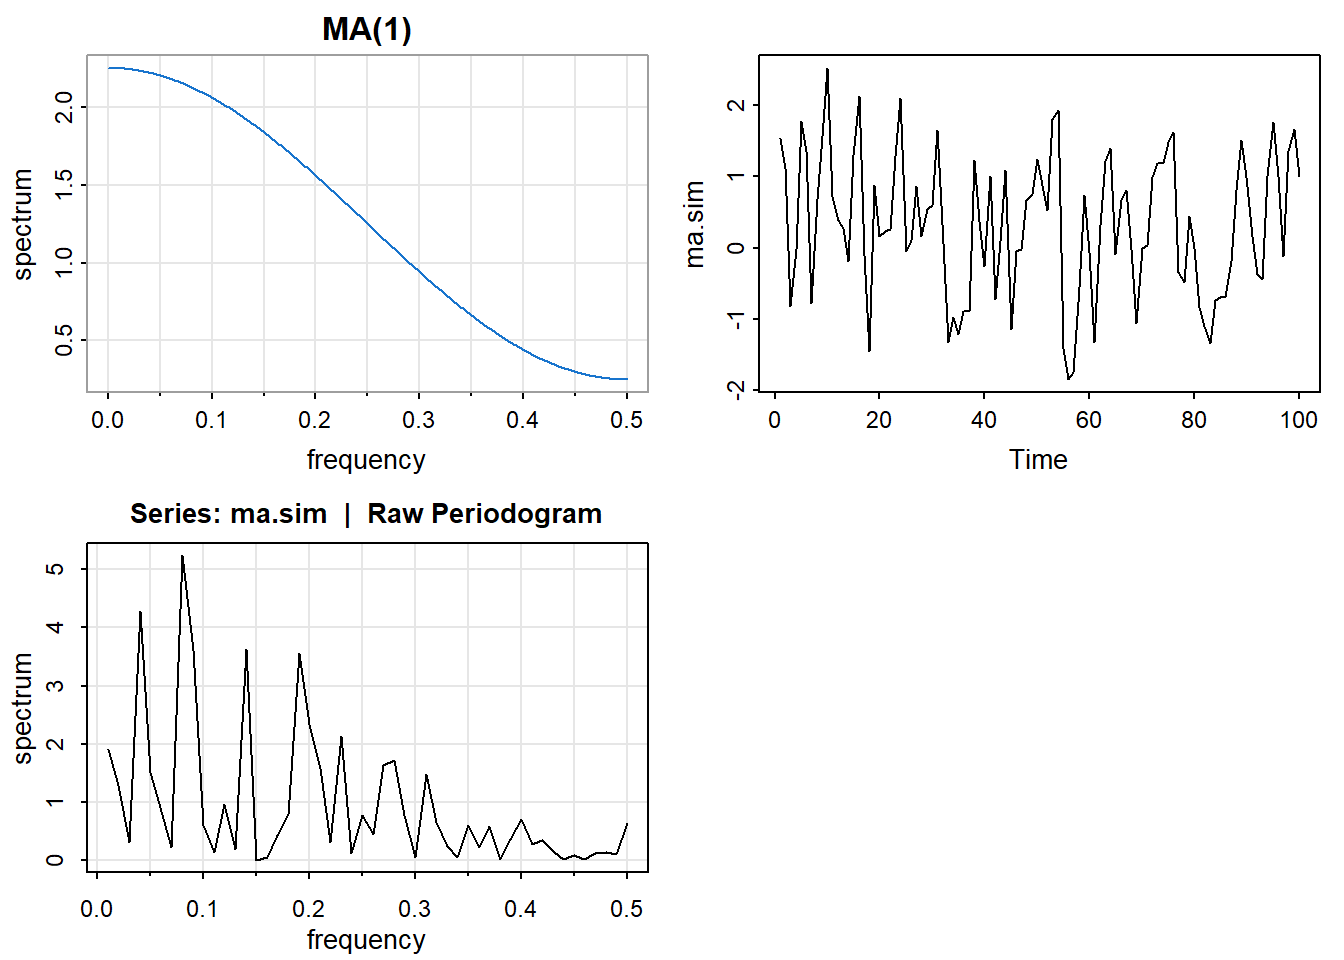 MA(1)
spectrum
2.0
1.5
1.0
0.5
0.0 0.1 0.2 0.3 0.4 0.5
frequency
ma.sim
2
1
0
-1
-2
0 20 40 60 80 100
Time
Series: ma.sim | Raw Periodogram
spectrum
5
4
3
2
1
0
0.0 0.1 0.2 0.3 0.4 0.5
frequency